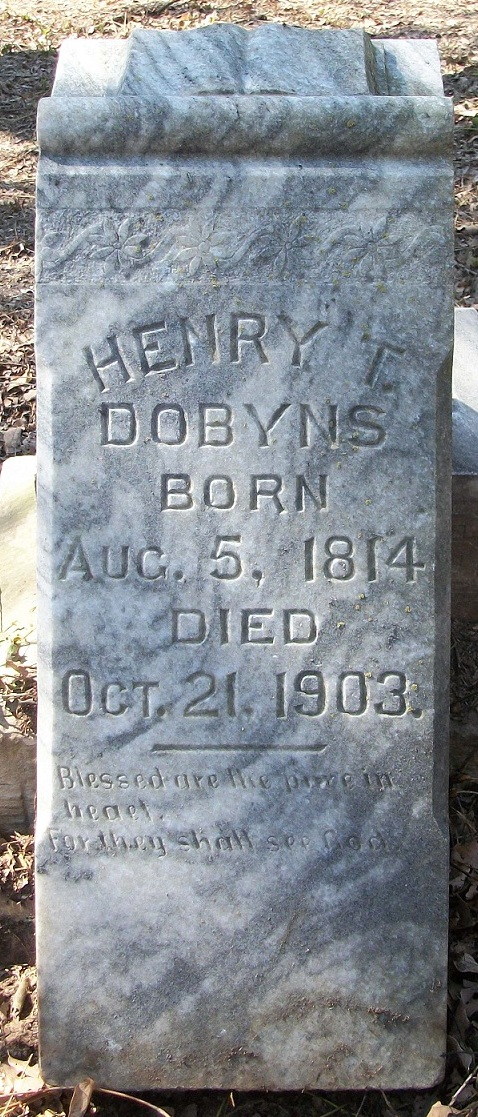 HENRY T.
DOBYNS
BORN
AUG. 5, 1814
DIED
OCT. 21, 1903.
Blessed are the pure in
heart.
For they shall see God.